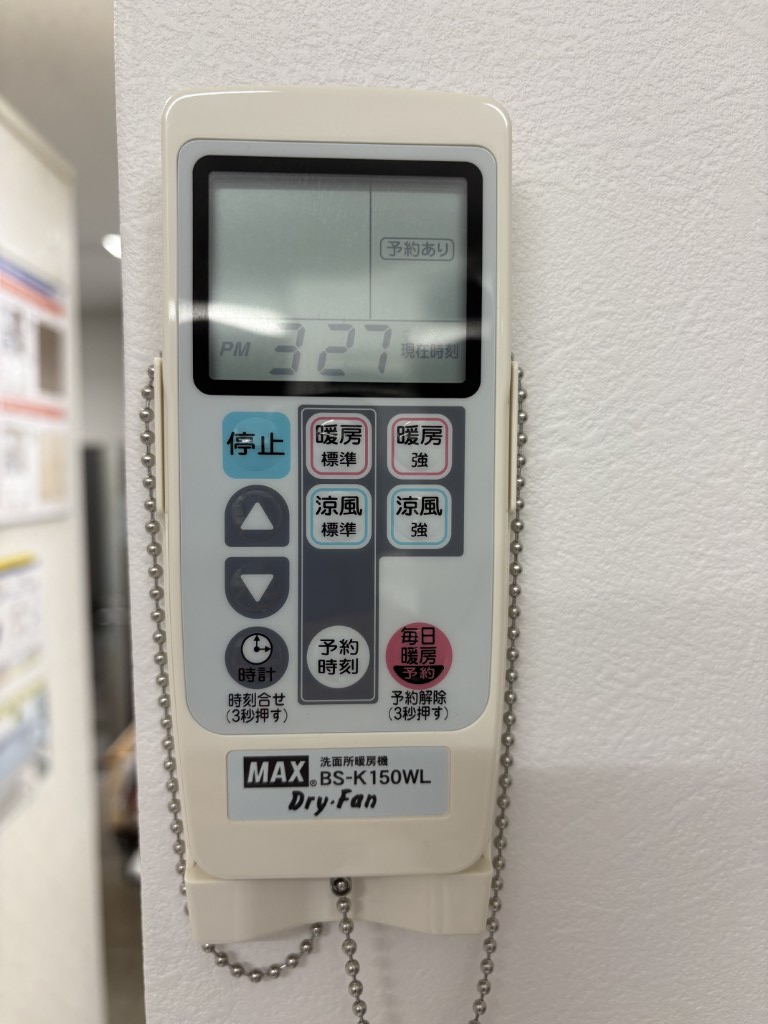 予約あり
PM 3 27 現在時刻
停止
暖房
標準
暖房
強
涼風
標準
涼風
強
時計
時刻合せ
(3秒押す)
予約
時刻
毎日
暖房
予約
予約解除
(3秒押す)
MAX® 洗面所暖房機
BS-K150WL
Dry・Fan